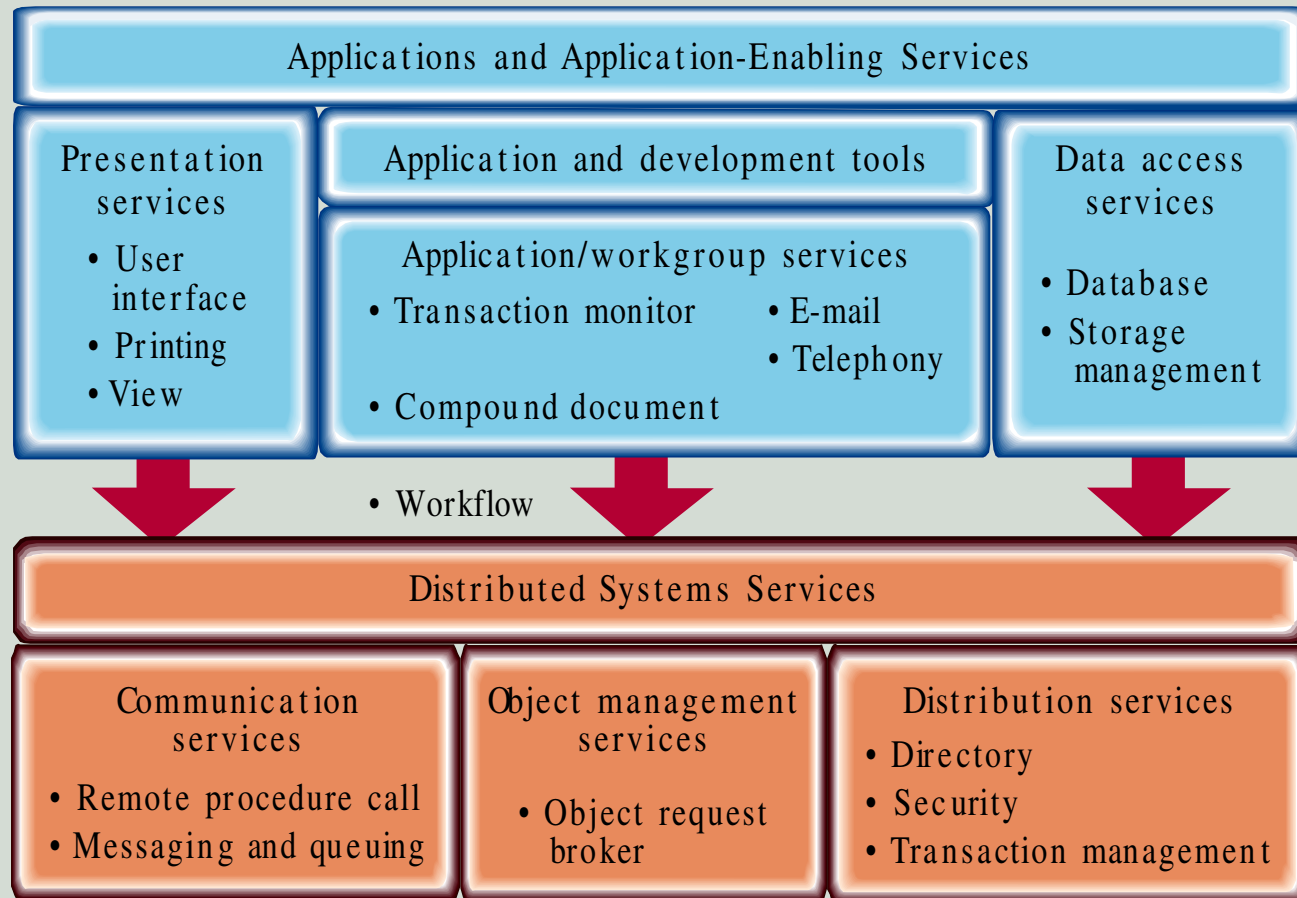 Applications and Application-Enabling Services
Presentation
services
• User
interface
• Printing
• View
Application and development tools
Application/workgroup services
• Transaction monitor
• Compound document
• Workflow
• E-mail
• Telephony
Data access
services
• Database
• Storage
management
Distributed Systems Services
Communication
services
• Remote procedure call
• Messaging and queuing
Object management
services
• Object request
broker
Distribution services
• Directory
• Security
• Transaction management